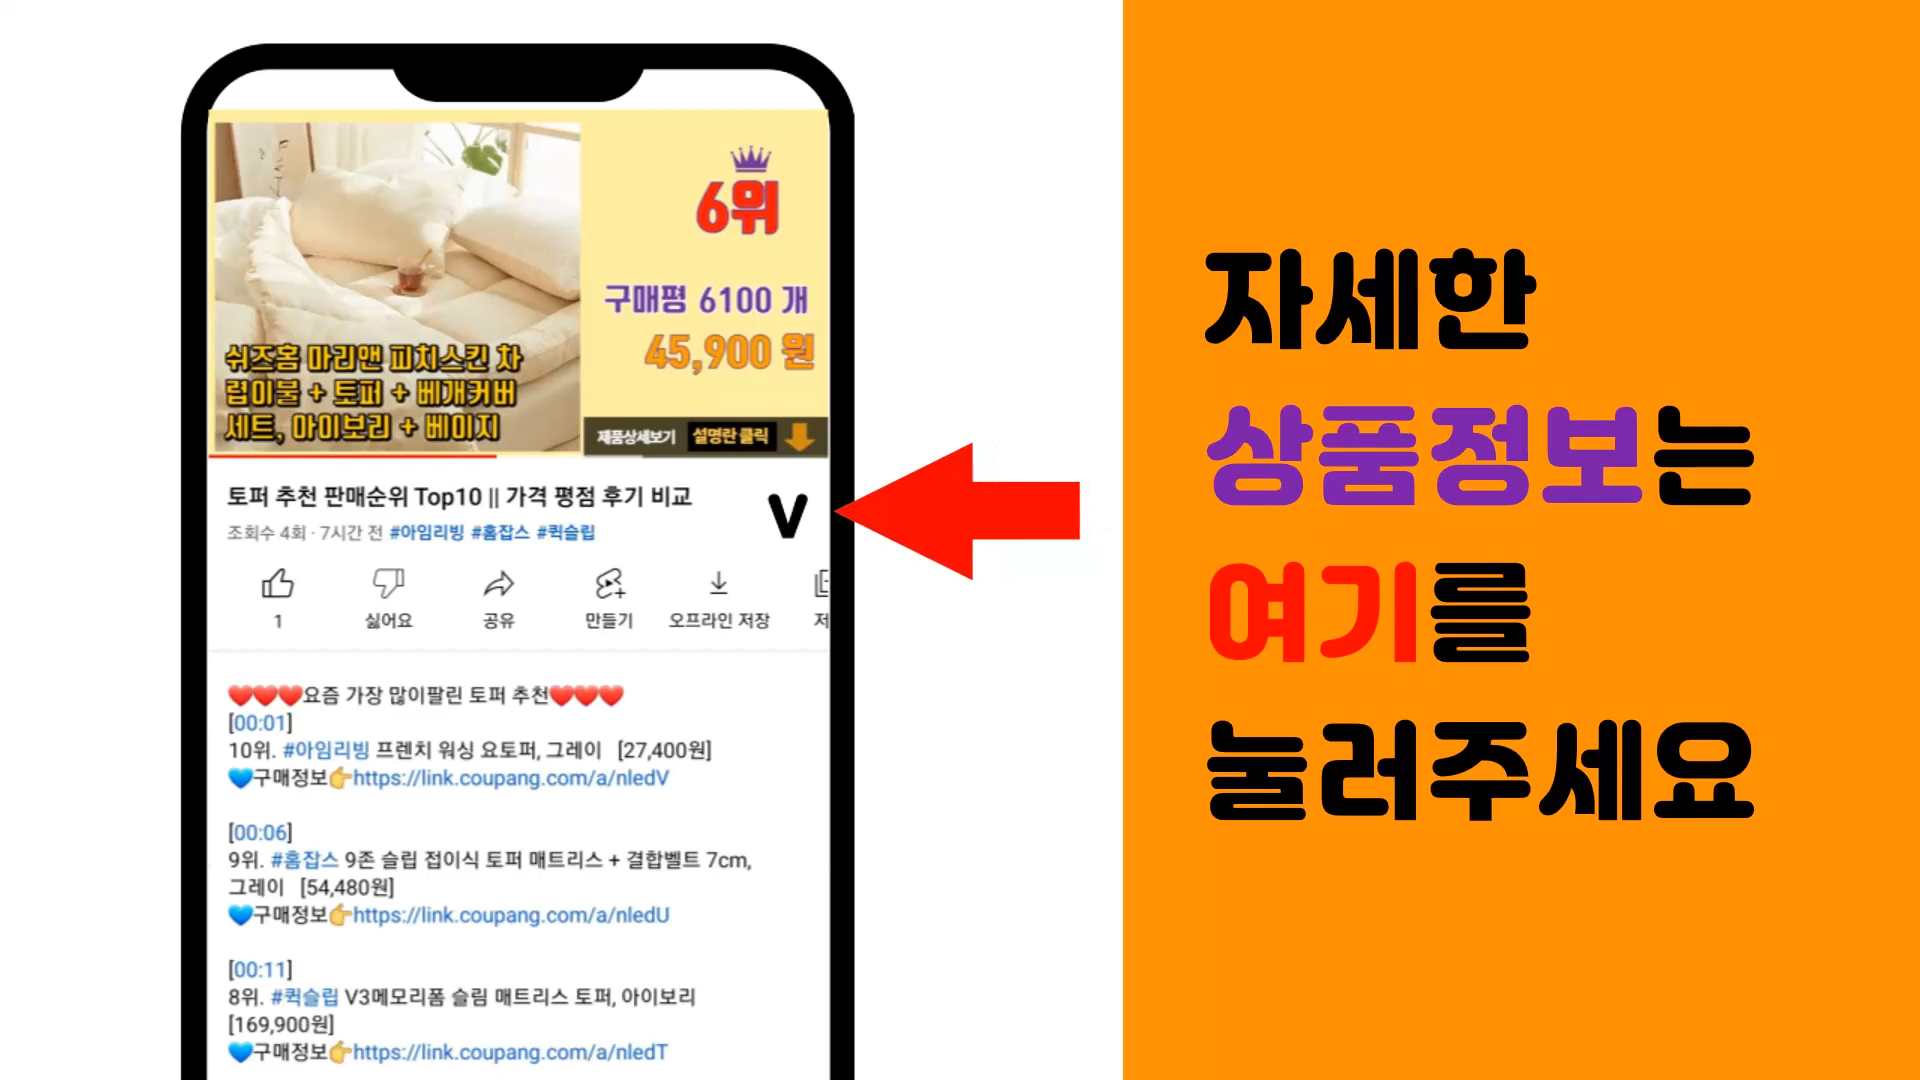 6위
구매평 6100 개
45,900 원
쉬즈홈 마리앤 피치스킨 차
렵이불 + 토퍼 + 베개커버
세트, 아이보리 + 베이지
제품상세보기 설명란 클릭
토퍼 추천 판매순위 Top10 || 가격 평점 후기 비교
V
조회수 4회 · 7시간 전 #아임리빙 #홈잡스 #퀵슬립
1 싫어요 공유 만들기 오프라인 저장 저
❤️❤️❤️요즘 가장 많이팔린 토퍼 추천❤️❤️❤️
[00:01]
10위. #아임리빙 프렌치 워싱 요토퍼, 그레이 [27,400원]
💙구매정보👉https://link.coupang.com/a/nledV
[00:06]
9위. #홈잡스 9존 슬립 접이식 토퍼 매트리스 + 결합벨트 7cm,
그레이 [54,480원]
💙구매정보👉https://link.coupang.com/a/nledU
[00:11]
8위. #퀵슬립 V3메모리폼 슬림 매트리스 토퍼, 아이보리
[169,900원]
💙구매정보👉https://link.coupang.com/a/nledT
자세한
상품정보는
여기를
눌러주세요